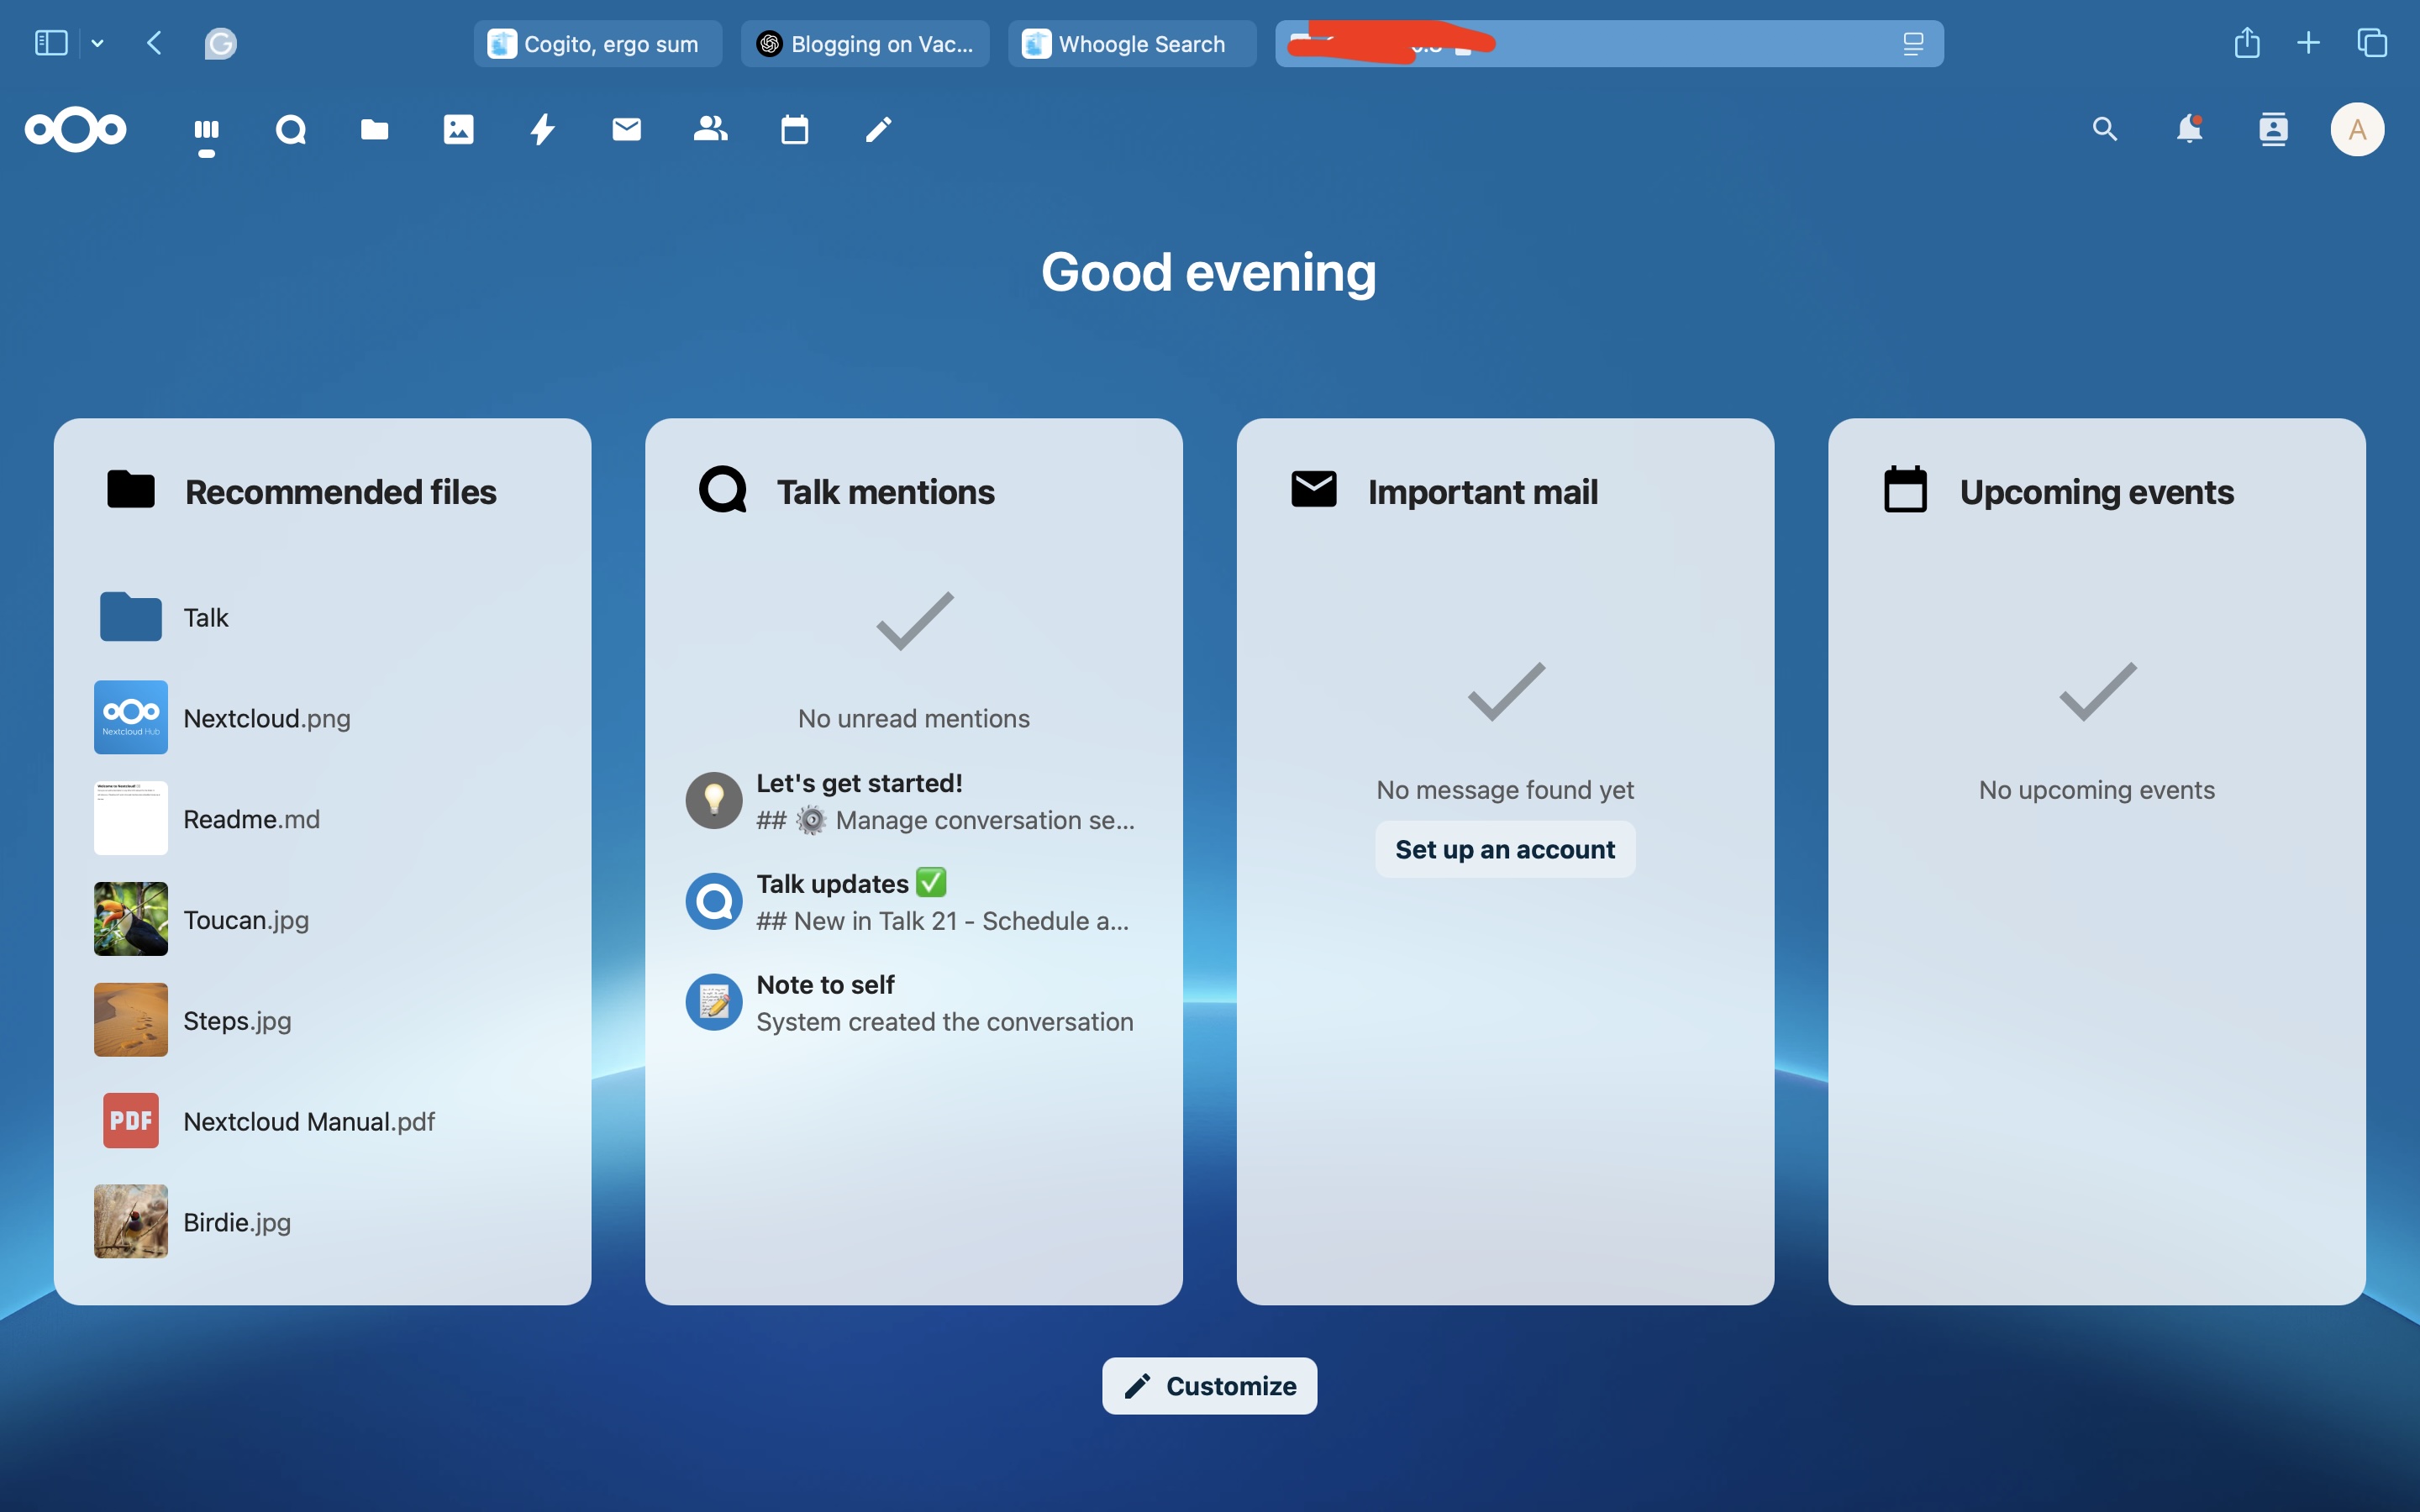 Cogito, ergo sum
Blogging on Vac...
Whoogle Search
A
Good evening
Recommended files
Talk
Nextcloud Hub
Nextcloud.png
Readme.md
Toucan.jpg
Steps.jpg
PDF
Nextcloud Manual.pdf
Birdie.jpg
Talk mentions
No unread mentions
Let's get started!
## ⚙️ Manage conversation se...
Talk updates ✅
## New in Talk 21 - Schedule a...
Note to self
System created the conversation
Important mail
No message found yet
Set up an account
Upcoming events
No upcoming events
Customize